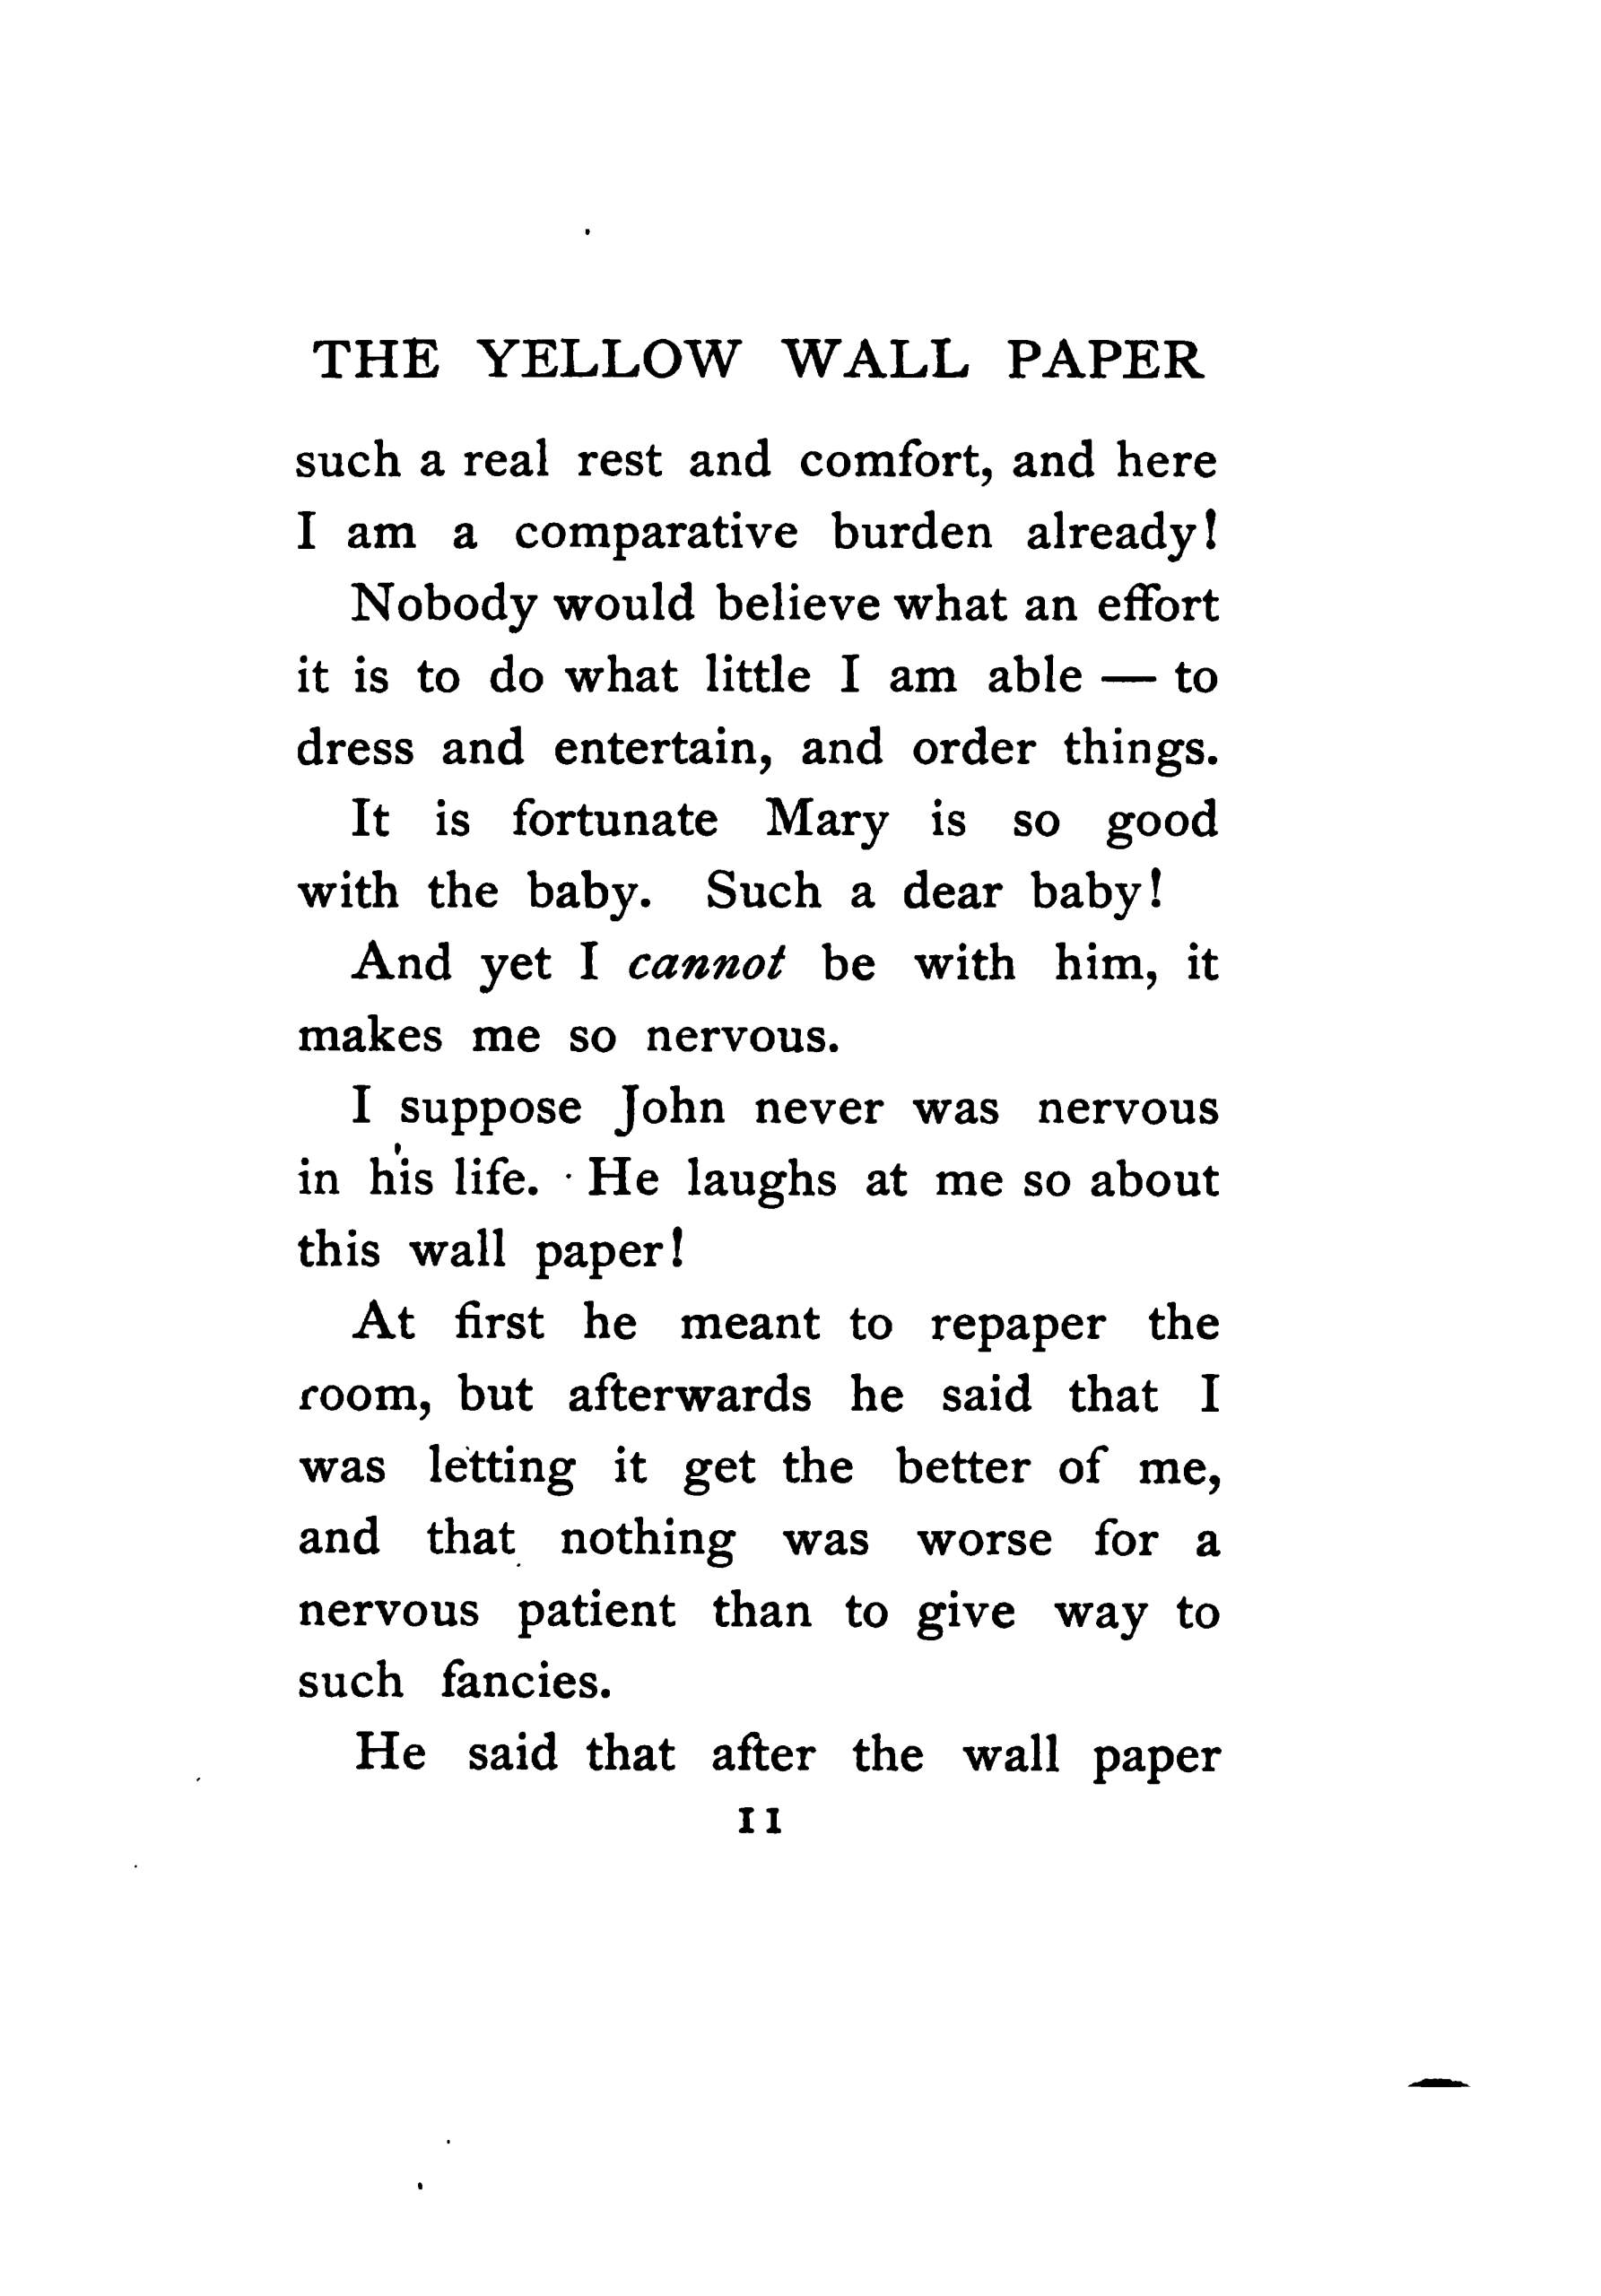 THE YELLOW WALL PAPER
such a real rest and comfort, and here
I am a comparative burden already!
Nobody would believe what an effort
it is to do what little I am able — to
dress and entertain, and order things.
It is fortunate Mary is so good
with the baby. Such a dear baby!
And yet I cannot be with him, it
makes me so nervous.
I suppose John never was nervous
in his life. He laughs at me so about
this wall paper!
At first he meant to repaper the
room, but afterwards he said that I
was letting it get the better of me,
and that nothing was worse for a
nervous patient than to give way to
such fancies.
He said that after the wall paper
11